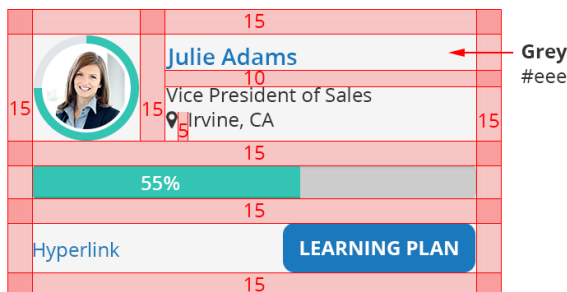 15
Julie Adams
Grey
#eee
10
Vice President of Sales
15
15
15
5
Irvine, CA
15
55%
15
Hyperlink
LEARNING PLAN
15